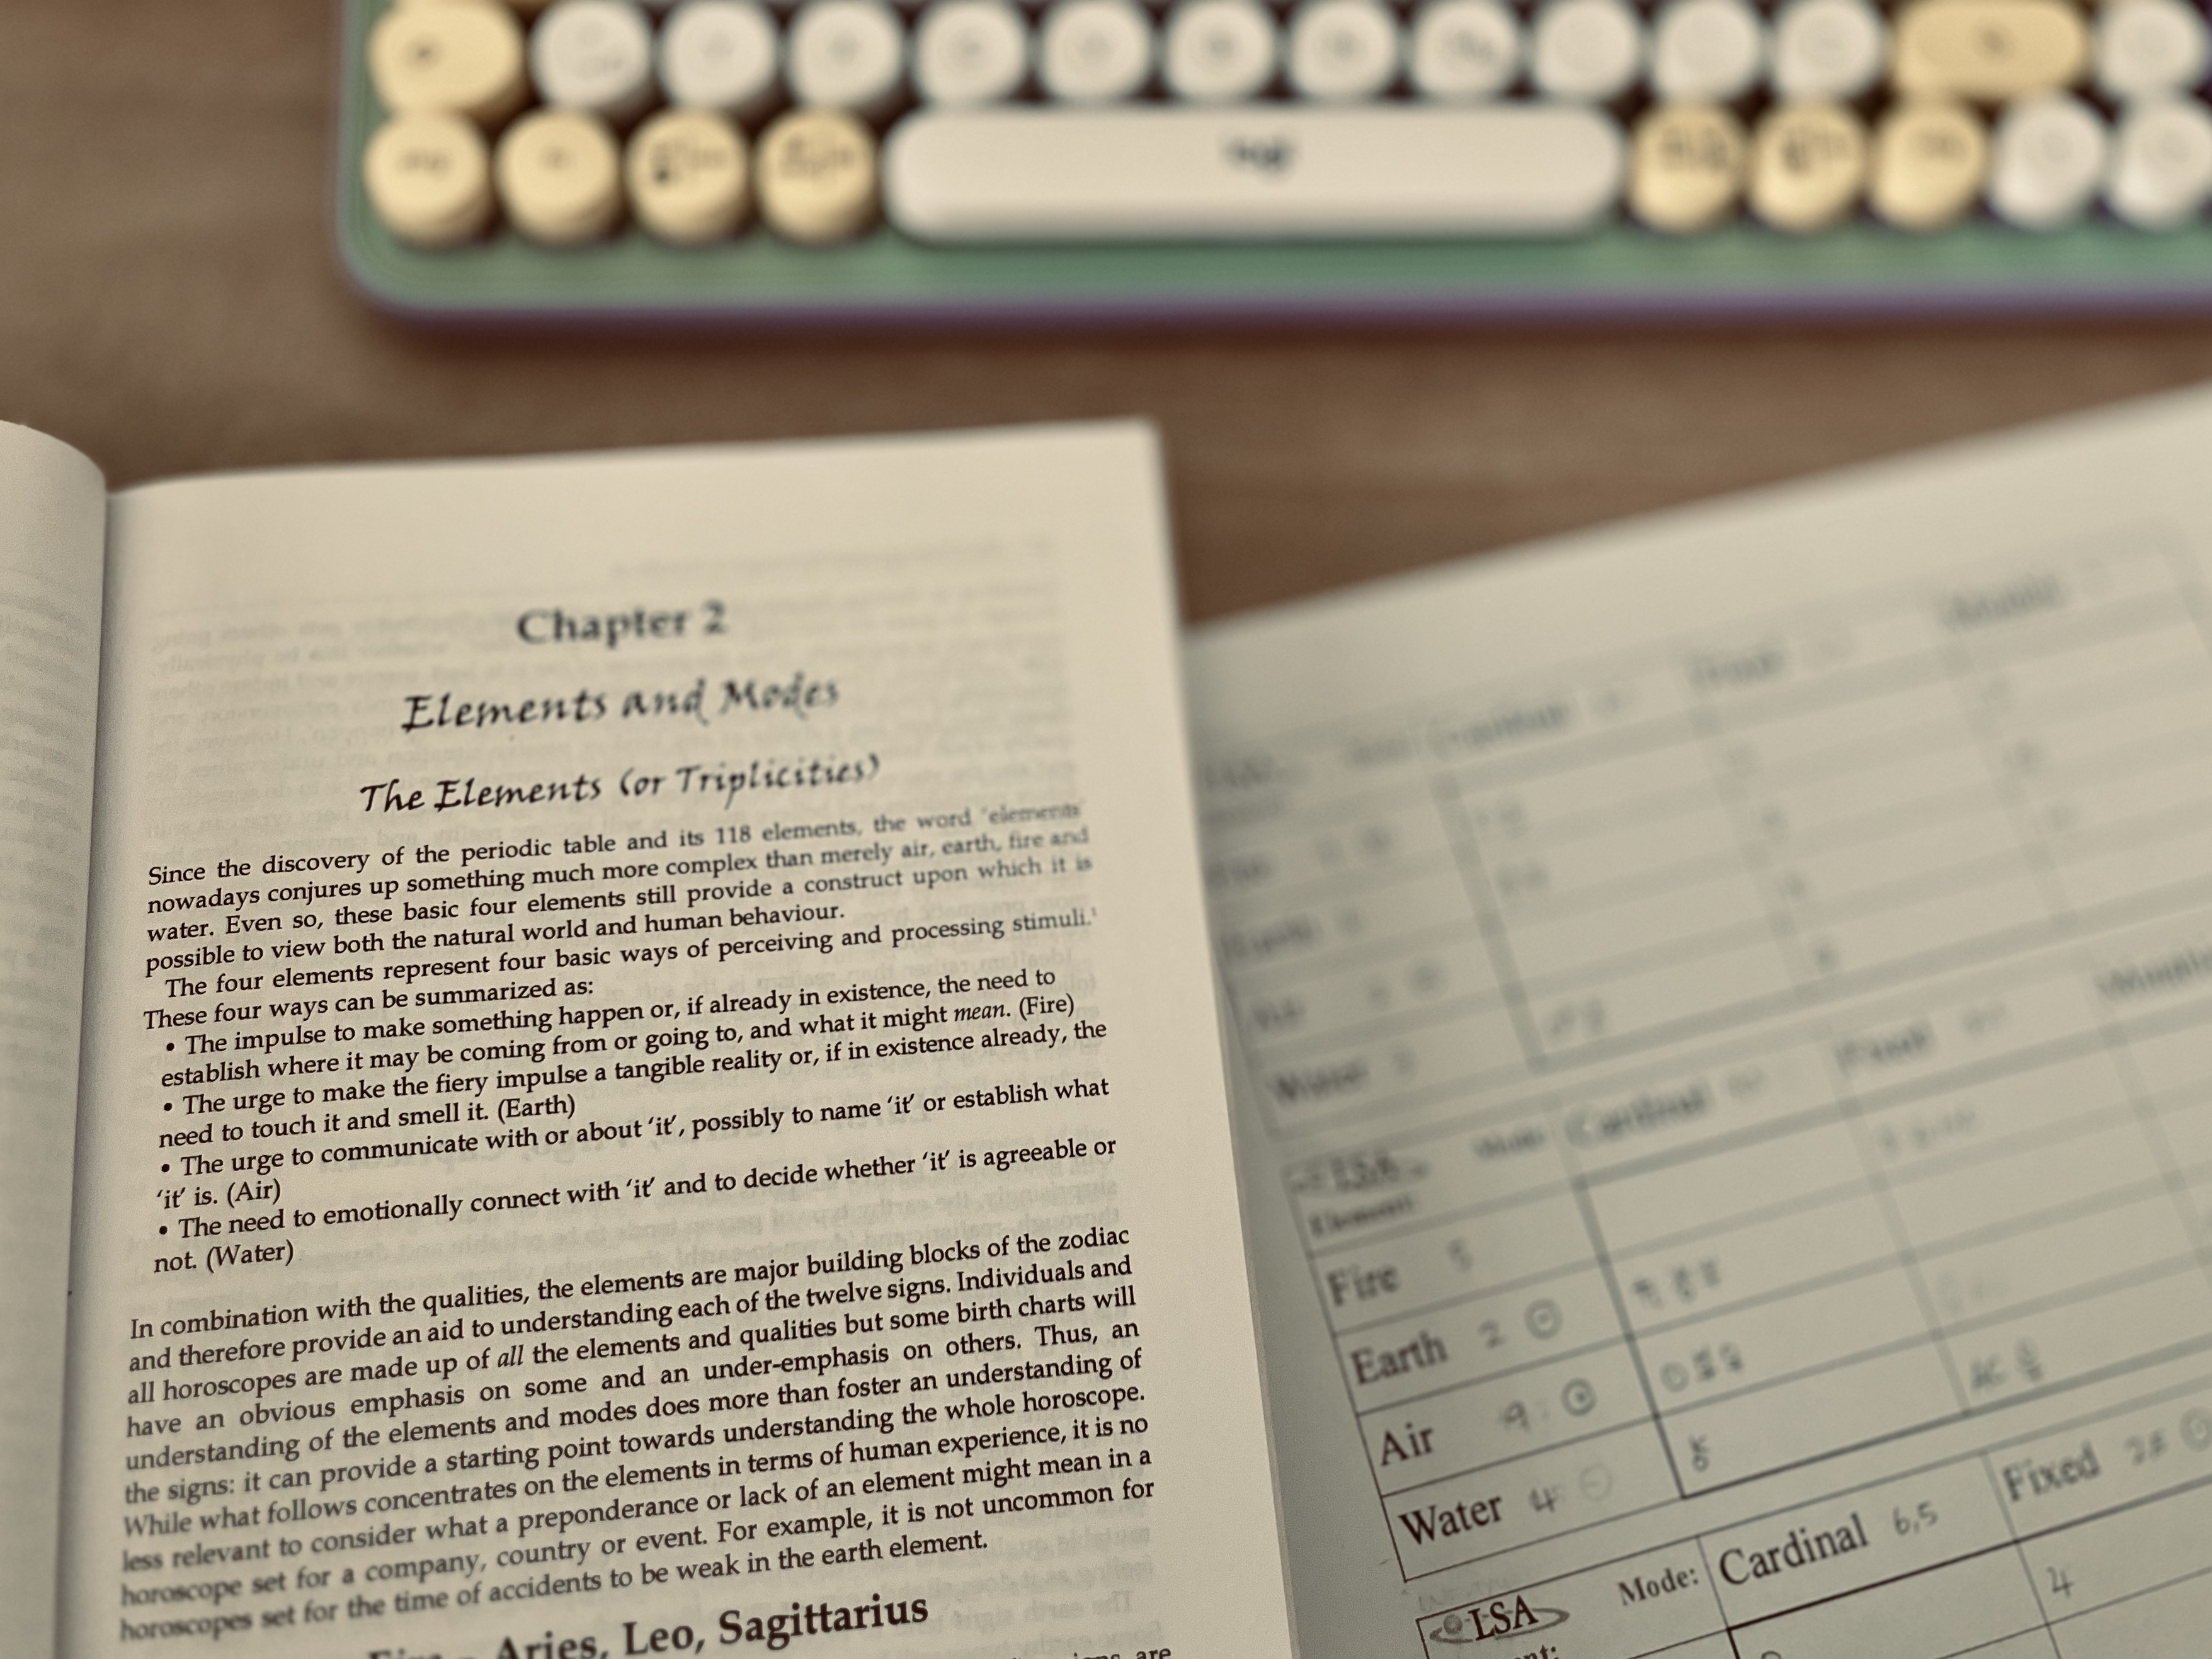 logi
Chapter 2
Elements and Modes
The Elements (or Triplicities)
Since the discovery of the periodic table and its 118 elements, the word 'elements'
nowadays conjures up something much more complex than merely air, earth, fire and
water. Even so, these basic four elements still provide a construct upon which it is
possible to view both the natural world and human behaviour.
The four elements represent four basic ways of perceiving and processing stimuli.¹
These four ways can be summarized as:
• The impulse to make something happen or, if already in existence, the need to
establish where it may be coming from or going to, and what it might mean. (Fire)
• The urge to make the fiery impulse a tangible reality or, if in existence already, the
need to touch it and smell it. (Earth)
• The urge to communicate with or about 'it', possibly to name 'it' or establish what
'it' is. (Air)
• The need to emotionally connect with 'it' and to decide whether 'it' is agreeable or
not. (Water)
In combination with the qualities, the elements are major building blocks of the zodiac
and therefore provide an aid to understanding each of the twelve signs. Individuals and
all horoscopes are made up of all the elements and qualities but some birth charts will
have an obvious emphasis on some and an under-emphasis on others. Thus, an
understanding of the elements and modes does more than foster an understanding of
the signs: it can provide a starting point towards understanding the whole horoscope.
While what follows concentrates on the elements in terms of human experience, it is no
less relevant to consider what a preponderance or lack of an element might mean in a
horoscope set for a company, country or event. For example, it is not uncommon for
horoscopes set for the time of accidents to be weak in the earth element.
Aries, Leo, Sagittarius
are
Water
Cardinal Fixed
LSA
Element:
Fire 5
Earth 2
Air
Water 4
Mode: Cardinal 6,5 Fixed
LSA 4